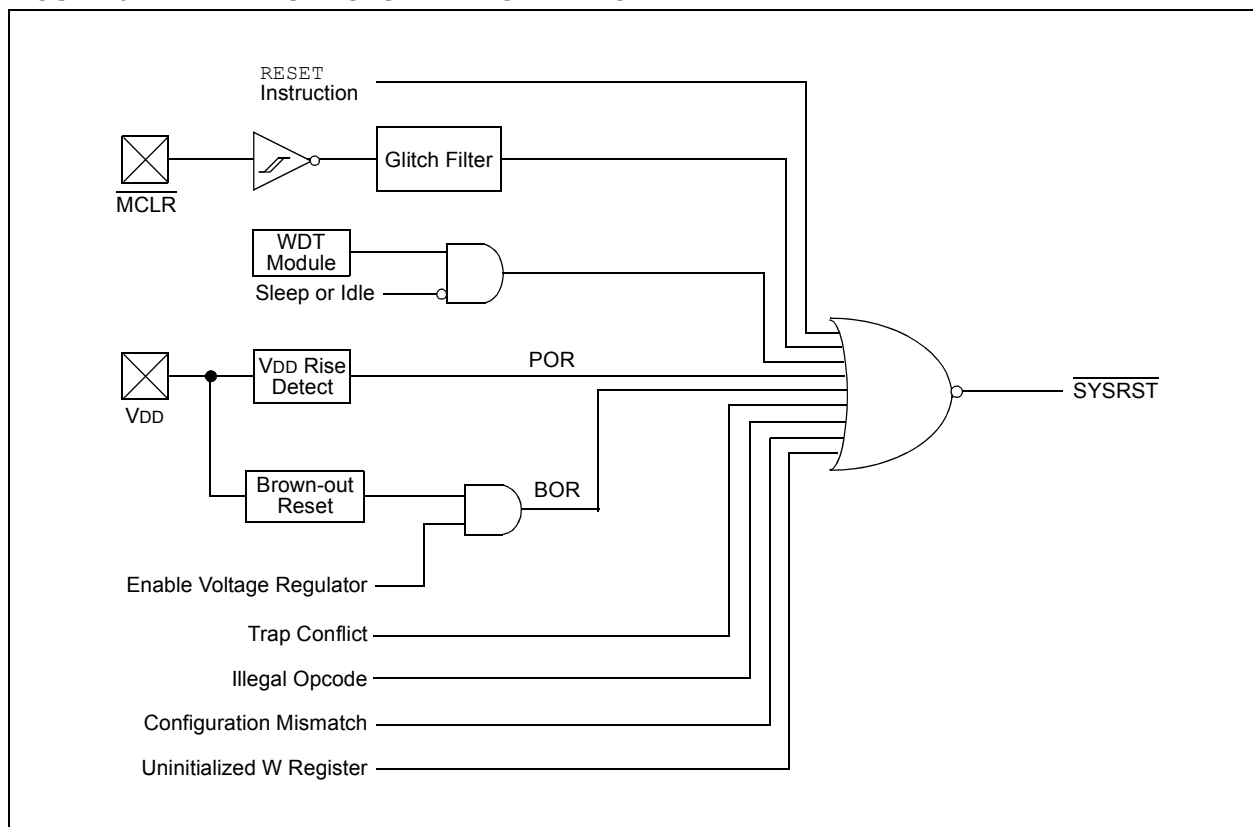 RESET
Instruction
Glitch Filter
MCLR
WDT
Module
Sleep or Idle
VDD Rise
Detect
POR
VDD
SYSRST
Brown-out
Reset
BOR
Enable Voltage Regulator
Trap Conflict
Illegal Opcode
Configuration Mismatch
Uninitialized W Register